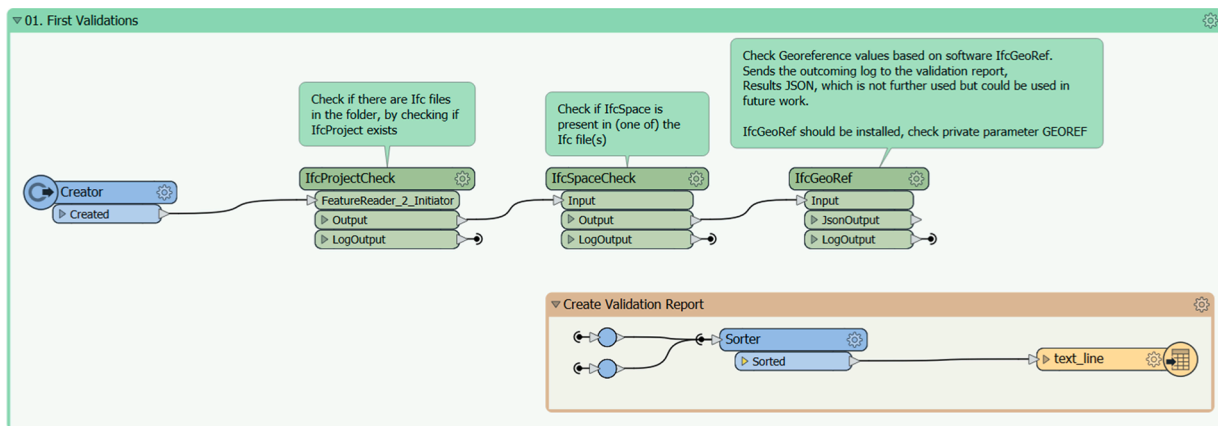 01. First Validations
Check if there are Ifc files
in the folder, by checking if
IfcProject exists
Check if IfcSpace is
present in (one of) the
Ifc file(s)
Check Georeference values based on software IfcGeoRef.
Sends the outcoming log to the validation report,
Results JSON, which is not further used but could be used in
future work.
IfcGeoRef should be installed, check private parameter GEOREF
Creator
Created
IfcProjectCheck
FeatureReader_2_Initiator
Output
LogOutput
IfcSpaceCheck
Input
Output
LogOutput
IfcGeoRef
Input
JsonOutput
LogOutput
Create Validation Report
Sorter
Sorted
text_line